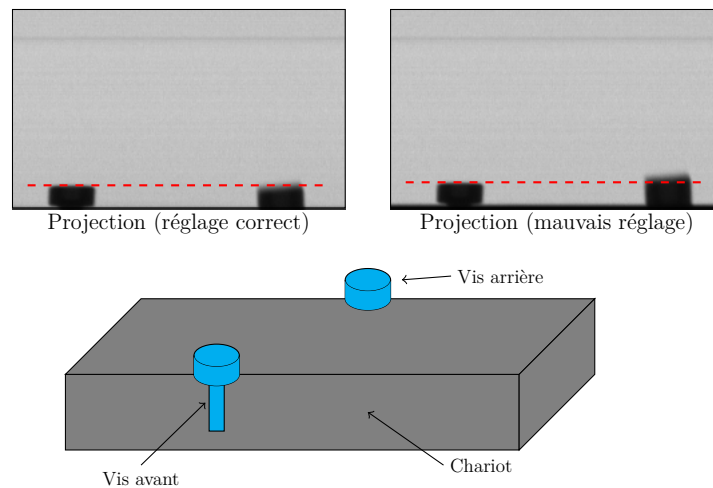 Projection (réglage correct)
Projection (mauvais réglage)
Vis arrière
Vis avant
Chariot